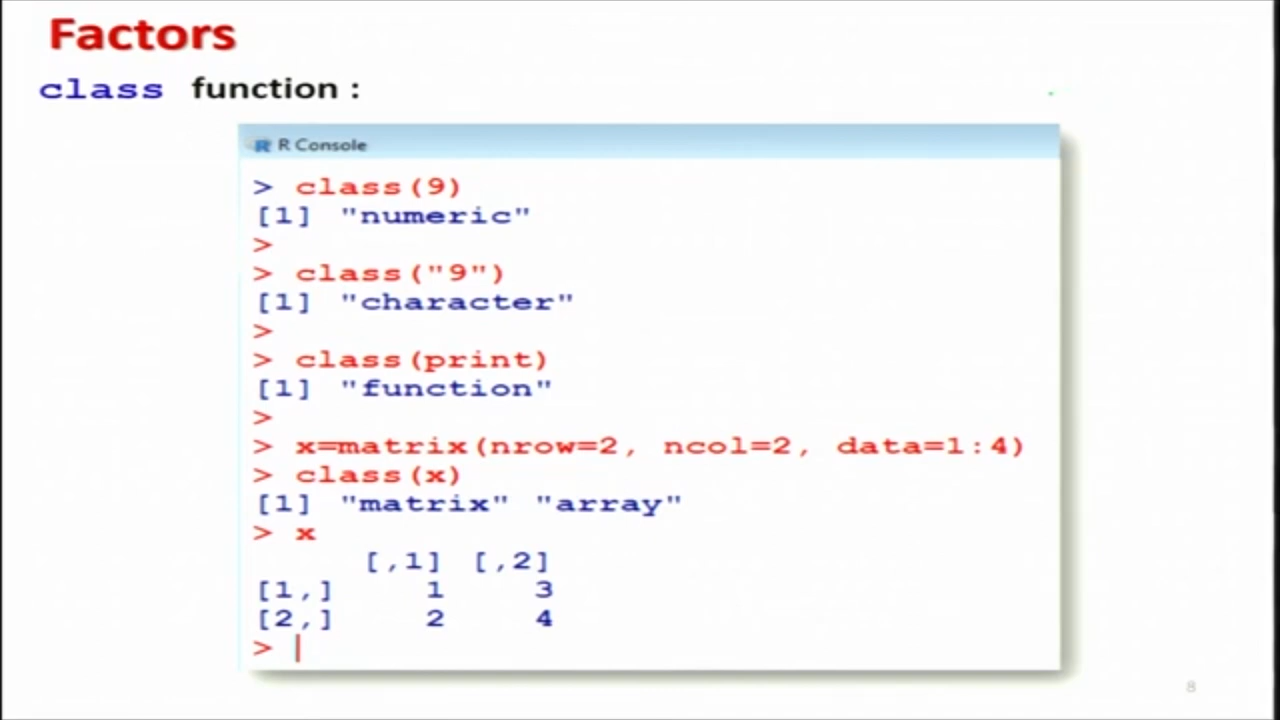 Factors
class function :
R Console
> class(9)
[1] "numeric"
>
> class("9")
[1] "character"
>
> class(print)
[1] "function"
>
> x=matrix(nrow=2, ncol=2, data=1:4)
> class(x)
[1] "matrix" "array"
> x
     [,1] [,2]
[1,]    1    3
[2,]    2    4
>
8